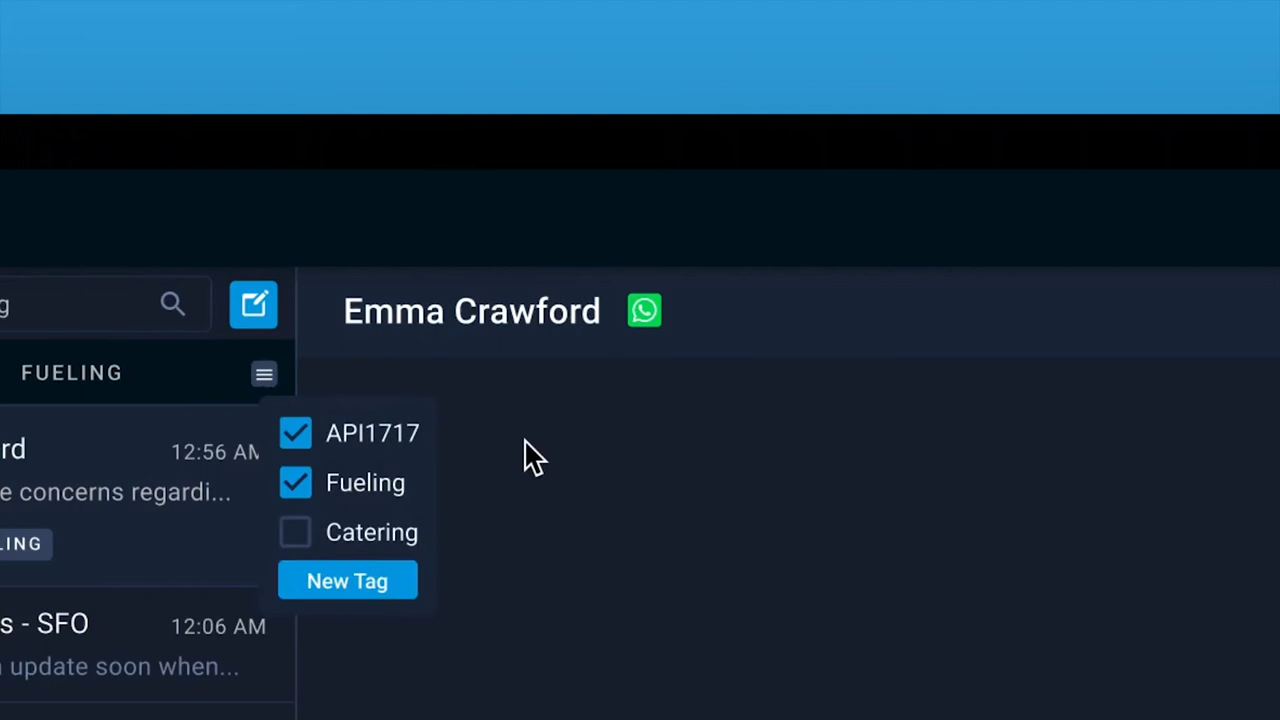 Emma Crawford
FUELING
API1717
12:56 AM
concerns regardi...
Fueling
Catering
New Tag
- SFO
12:06 AM
update soon when...